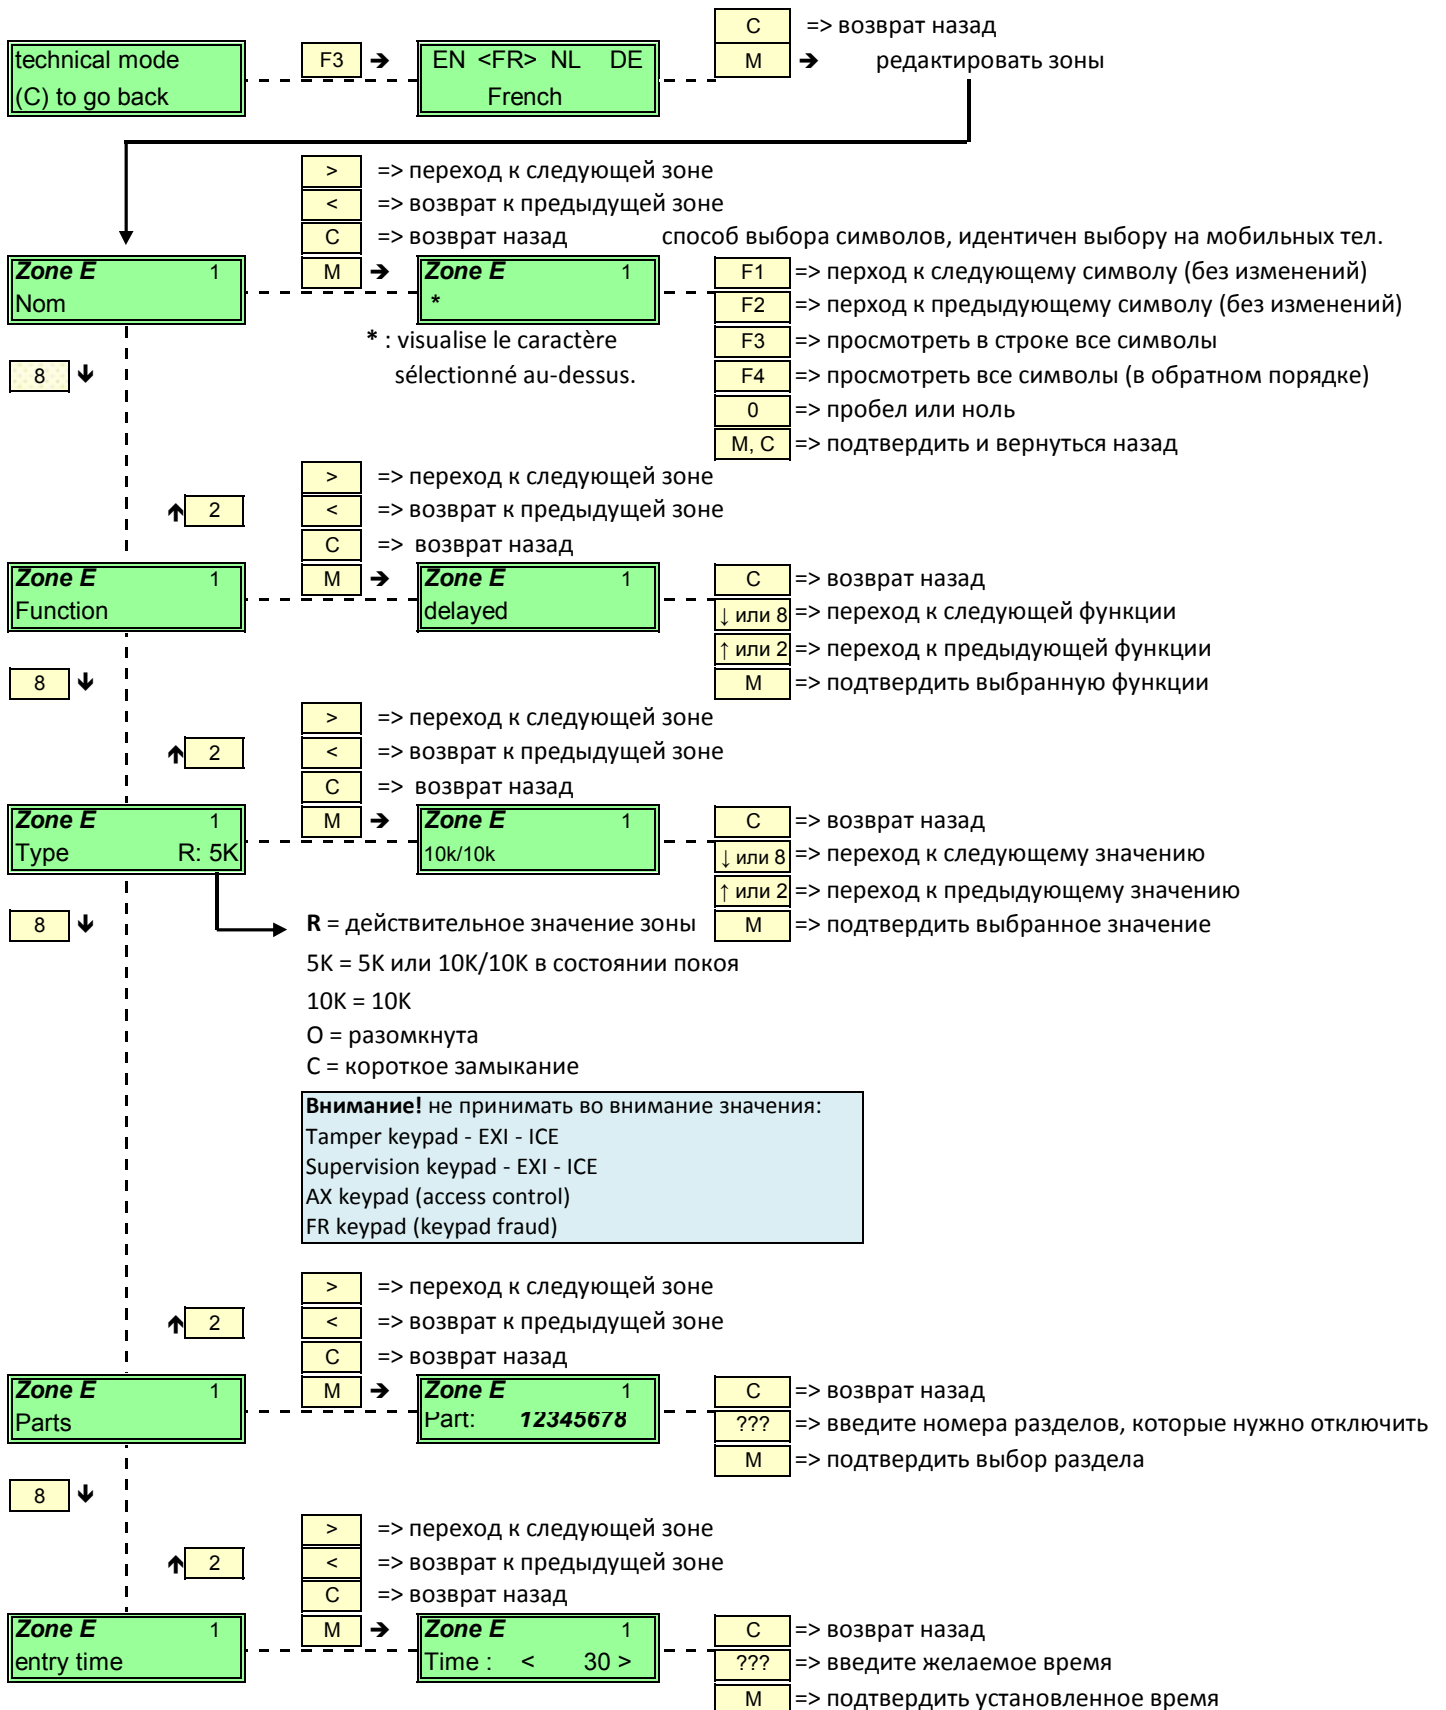 C => возврат назад
technical mode F3 ➔ EN <FR> NL DE M ➔ редактировать зоны
(C) to go back French
> => переход к следующей зоне
< => возврат к предыдущей зоне
C => возврат назад способ выбора символов, идентичен выбору на мобильных тел.
Zone E 1 M ➔ Zone E 1 F1 => перход к следующему символу (без изменений)
Nom * F2 => перход к предыдующему символу (без изменений)
* : visualise le caractère F3 => просмотреть в строке все символы
8 ↓ sélectionné au-dessus. F4 => просмотреть все символы (в обратном порядке)
0 => пробел или ноль
M, C => подтвердить и вернуться назад
> => переход к следующей зоне
↑ 2 < => возврат к предыдущей зоне
C => возврат назад
Zone E 1 M ➔ Zone E 1 C => возврат назад
Function delayed ↓ или 8 => переход к следующей функции
↑ или 2 => переход к предыдущей функции
8 ↓ M => подтвердить выбранную функции
> => переход к следующей зоне
↑ 2 < => возврат к предыдущей зоне
C => возврат назад
Zone E 1 M ➔ Zone E 1 C => возврат назад
Type R: 5K 10k/10k ↓ или 8 => переход к следующему значению
↑ или 2 => переход к предыдущему значению
8 ↓ R = действительное значение зоны M => подтвердить выбранное значение
5K = 5K или 10K/10K в состоянии покоя
10K = 10K
O = разомкнута
C = короткое замыкание
Внимание! не принимать во внимание значения:
Tamper keypad - EXI - ICE
Supervision keypad - EXI - ICE
AX keypad (access control)
FR keypad (keypad fraud)
> => переход к следующей зоне
↑ 2 < => возврат к предыдущей зоне
C => возврат назад
Zone E 1 M ➔ Zone E 1 C => возврат назад
Parts Part: 12345678 ??? => введите номера разделов, которые нужно отключить
M => подтвердить выбор раздела
8 ↓
> => переход к следующей зоне
↑ 2 < => возврат к предыдущей зоне
C => возврат назад
Zone E 1 M ➔ Zone E 1 C => возврат назад
entry time Time : < 30 > ??? => введите желаемое время
M => подтвердить установленное время